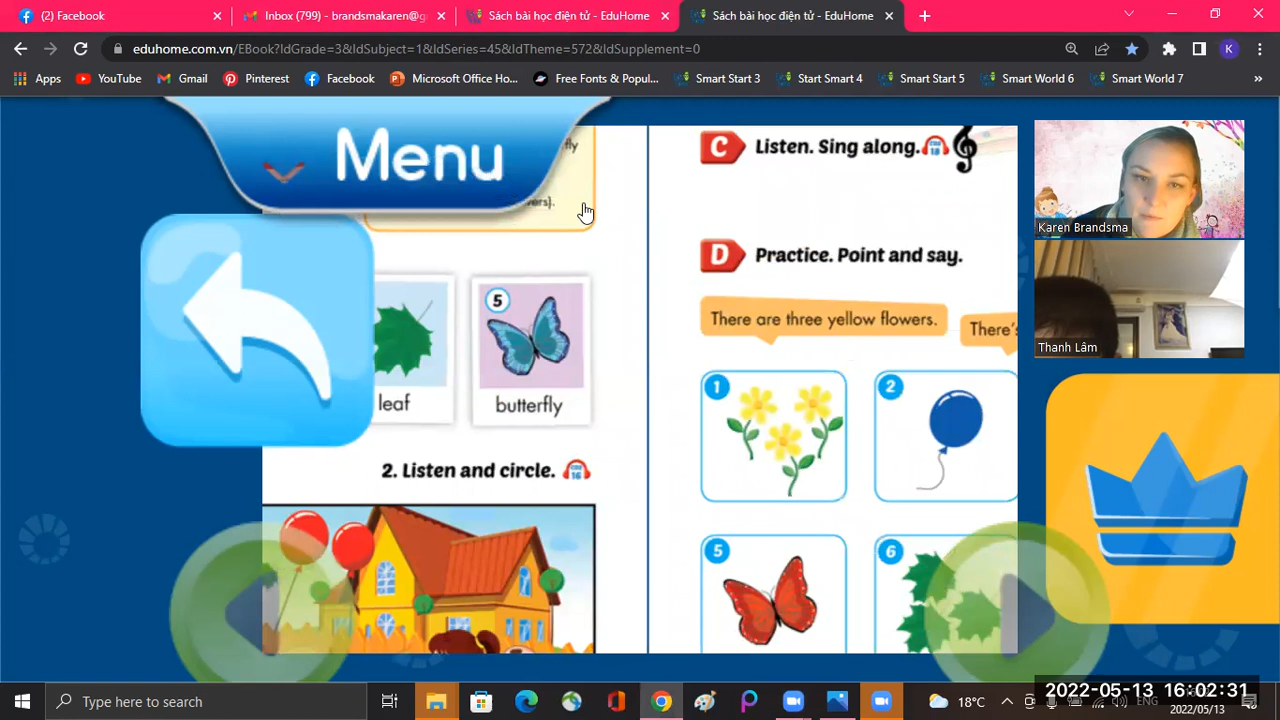 (2) Facebook
Inbox (799) - brandsmakaren@g
Sách bài học điện tử - EduHome
Sách bài học điện tử - EduHome
eduhome.com.vn/EBook?IdGrade=3&IdSubject=1&IdSeries=45&IdTheme=572&IdSupplement=0
K
Apps
YouTube
Gmail
Pinterest
Facebook
Microsoft Office Ho...
Free Fonts & Popul...
Smart Start 3
Start Smart 4
Smart Start 5
Smart World 6
Smart World 7
»
Menu
fly
C Listen. Sing along.
CD2 18
D Practice. Point and say.
There are three yellow flowers.
There's
5
leaf
butterfly
2. Listen and circle.
CD2 16
1
2
5
6
Karen Brandsma
Thanh Lâm
Type here to search
18°C
ENG
2022-05-13 16:02:31
2022/05/13